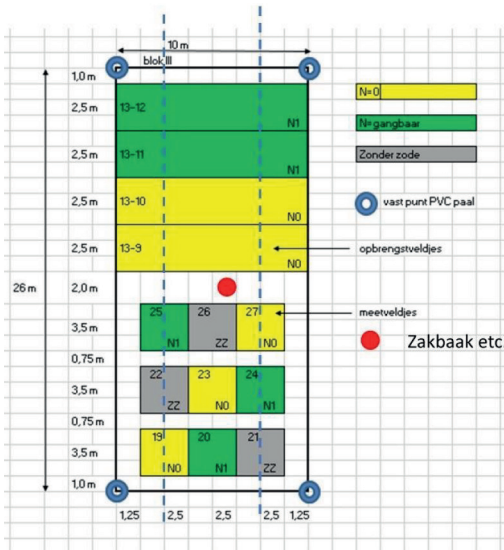 10 m
blok III
1,0 m
2,5 m
13-12
N1
2,5 m
13-11
N1
2,5 m
13-10
N0
2,5 m
13-9
N0
26 m
2,0 m
3,5 m
25
26
27
N1
ZZ
N0
0,75 m
3,5 m
22
23
24
ZZ
N0
N1
0,75 m
3,5 m
19
20
21
N0
N1
ZZ
1,0 m
1,25
2,5
2,5
2,5
1,25
N=0
N=gangbaar
Zonder zode
vast punt PVC paal
opbrengstveldjes
meetveldjes
Zakbaak etc